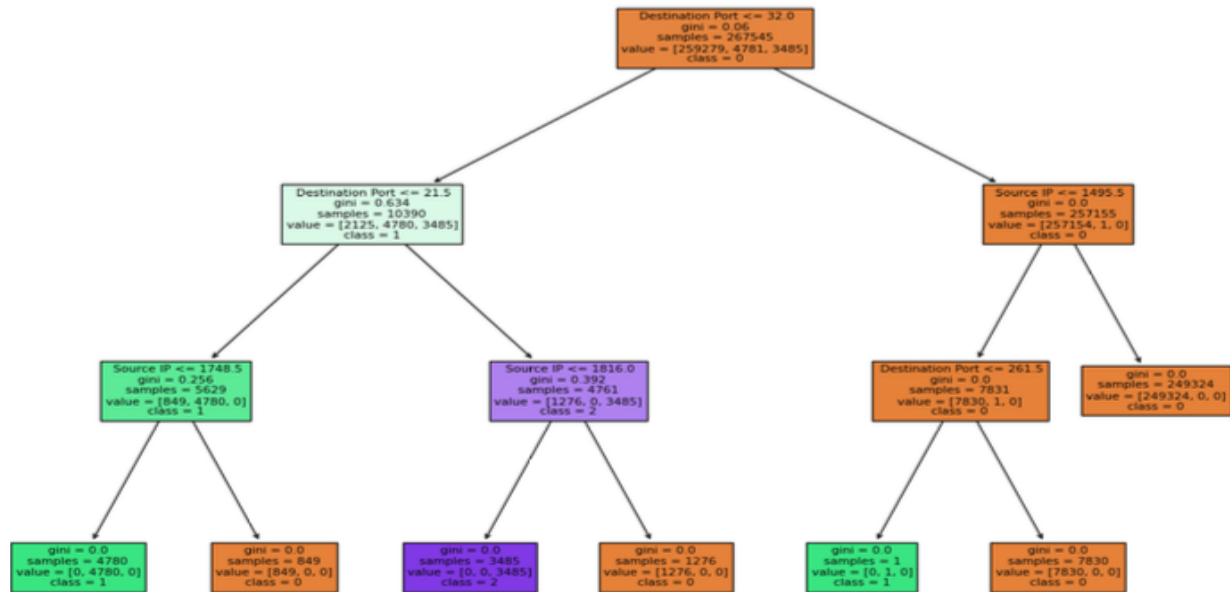 Destination Port <= 32.0
gini = 0.06
samples = 267545
value = [259279, 4781, 3485]
class = 0
Destination Port <= 21.5
gini = 0.634
samples = 10390
value = [2125, 4780, 3485]
class = 1
Source IP <= 1495.5
gini = 0.0
samples = 257155
value = [257154, 1, 0]
class = 0
Source IP <= 1748.5
gini = 0.256
samples = 5629
value = [849, 4780, 0]
class = 1
Source IP <= 1816.0
gini = 0.392
samples = 4761
value = [1276, 0, 3485]
class = 2
Destination Port <= 261.5
gini = 0.0
samples = 7831
value = [7830, 1, 0]
class = 0
gini = 0.0
samples = 249324
value = [249324, 0, 0]
class = 0
gini = 0.0
samples = 4780
value = [0, 4780, 0]
class = 1
gini = 0.0
samples = 849
value = [849, 0, 0]
class = 0
gini = 0.0
samples = 3485
value = [0, 0, 3485]
class = 2
gini = 0.0
samples = 1276
value = [1276, 0, 0]
class = 0
gini = 0.0
samples = 1
value = [0, 1, 0]
class = 1
gini = 0.0
samples = 7830
value = [7830, 0, 0]
class = 0